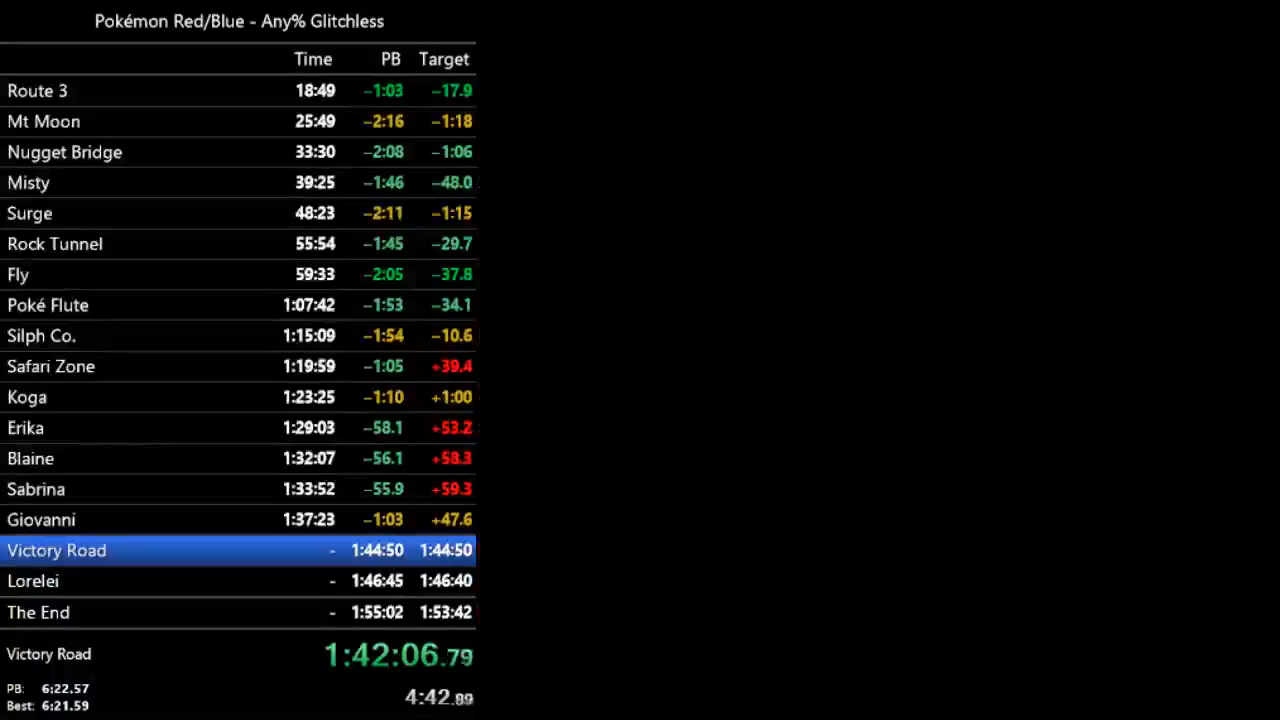 Pokémon Red/Blue - Any% Glitchless
Time PB Target
Route 3 18:49 −1:03 −17.9
Mt Moon 25:49 −2:16 −1:18
Nugget Bridge 33:30 −2:08 −1:06
Misty 39:25 −1:46 −48.0
Surge 48:23 −2:11 −1:15
Rock Tunnel 55:54 −1:45 −29.7
Fly 59:33 −2:05 −37.8
Poké Flute 1:07:42 −1:53 −34.1
Silph Co. 1:15:09 −1:54 −10.6
Safari Zone 1:19:59 −1:05 +39.4
Koga 1:23:25 −1:10 +1:00
Erika 1:29:03 −58.1 +53.2
Blaine 1:32:07 −56.1 +58.3
Sabrina 1:33:52 −55.9 +59.3
Giovanni 1:37:23 −1:03 +47.6
Victory Road - 1:44:50 1:44:50
Lorelei - 1:46:45 1:46:40
The End - 1:55:02 1:53:42
Victory Road 1:42:06.79
PB: 6:22.57
Best: 6:21.59
4:42.89